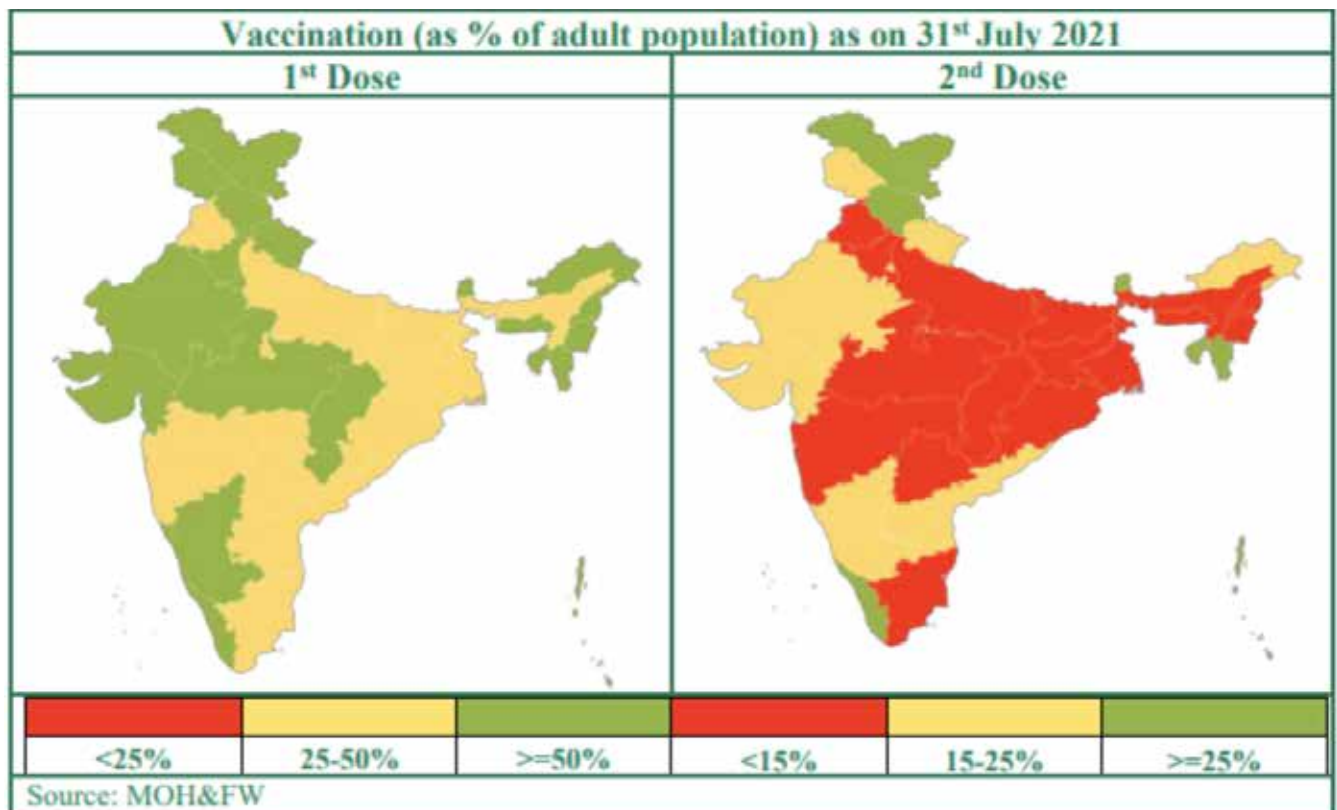 Vaccination (as % of adult population) as on 31st July 2021
1st Dose
2nd Dose
<25%
25-50%
>=50%
<15%
15-25%
>=25%
Source: MOH&FW